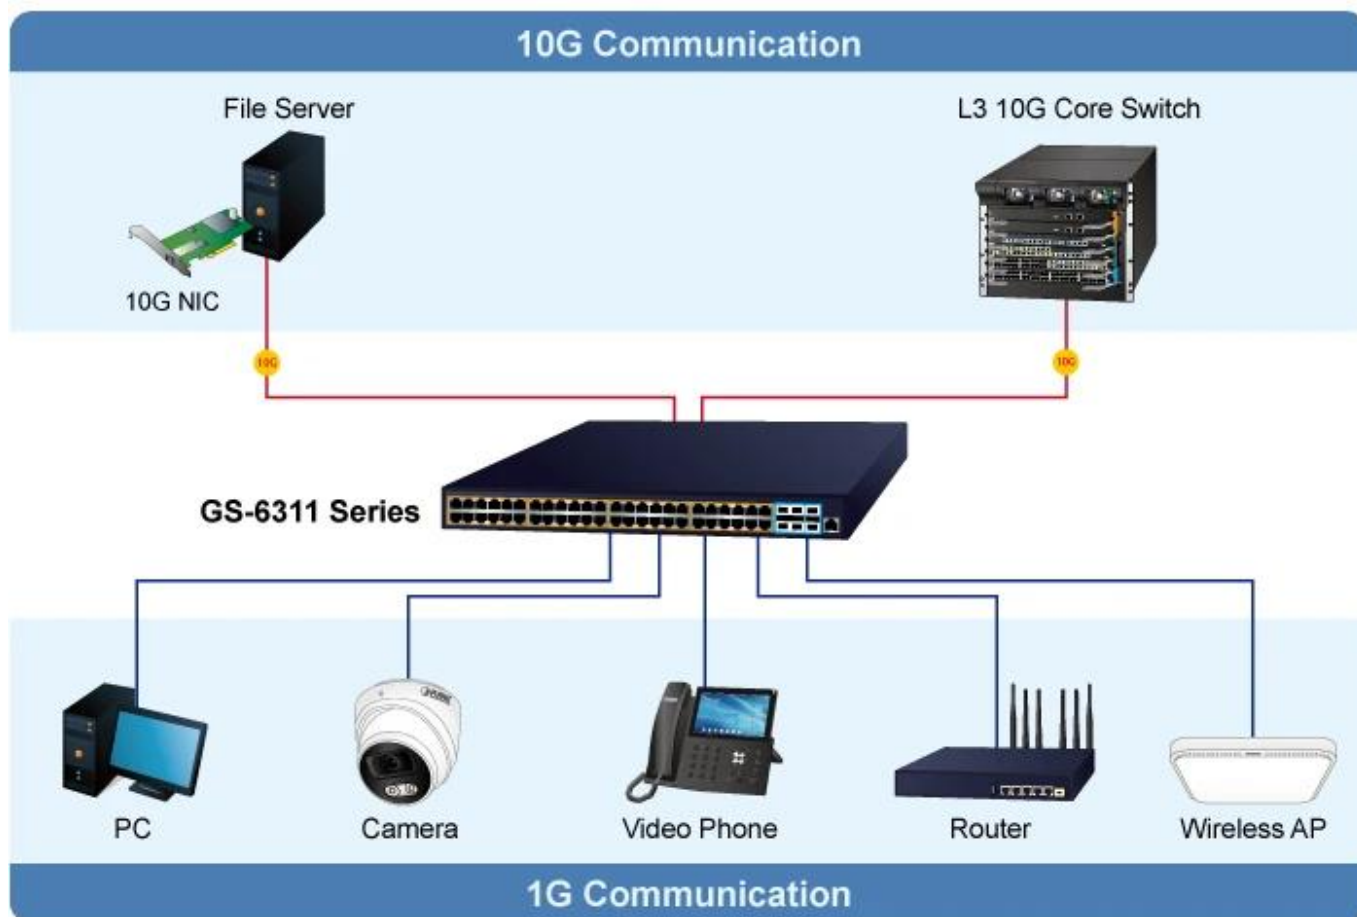 10G Communication
File Server
L3 10G Core Switch
10G NIC
10G
10G
GS-6311 Series
PC
Camera
Video Phone
Router
Wireless AP
1G Communication